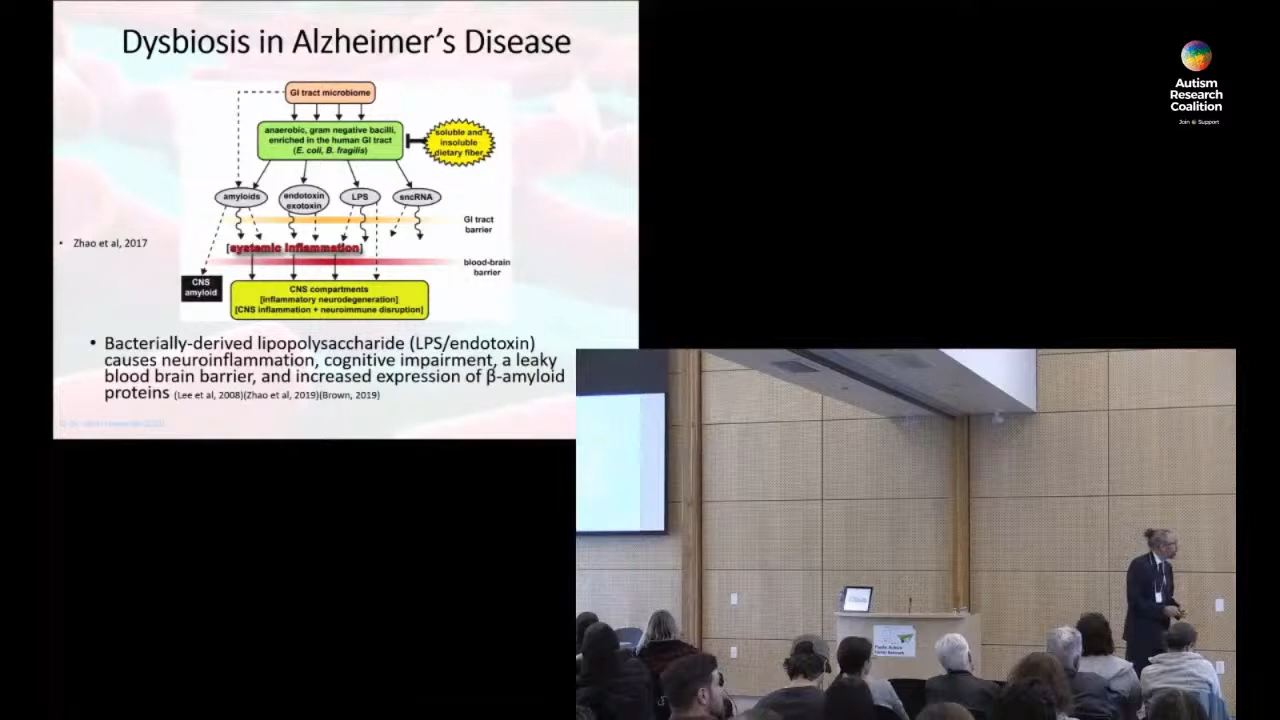 Dysbiosis in Alzheimer's Disease
GI tract microbiome
anaerobic, gram negative bacilli,
enriched in the human GI tract
(E. coli, B. fragilis)
soluble and
insoluble
dietary fiber
amyloids
endotoxin
exotoxin
LPS
sncRNA
GI tract
barrier
[systemic inflammation]
blood-brain
barrier
CNS
amyloid
CNS compartments
[inflammatory neurodegeneration]
[CNS inflammation + neuroimmune disruption]
• Zhao et al, 2017
• Bacterially-derived lipopolysaccharide (LPS/endotoxin)
causes neuroinflammation, cognitive impairment, a leaky
blood brain barrier, and increased expression of β-amyloid
proteins (Lee et al, 2008)(Zhao et al, 2019)(Brown, 2019)
Autism
Research
Coalition
Join & Support
Pacific Autism
Family Network